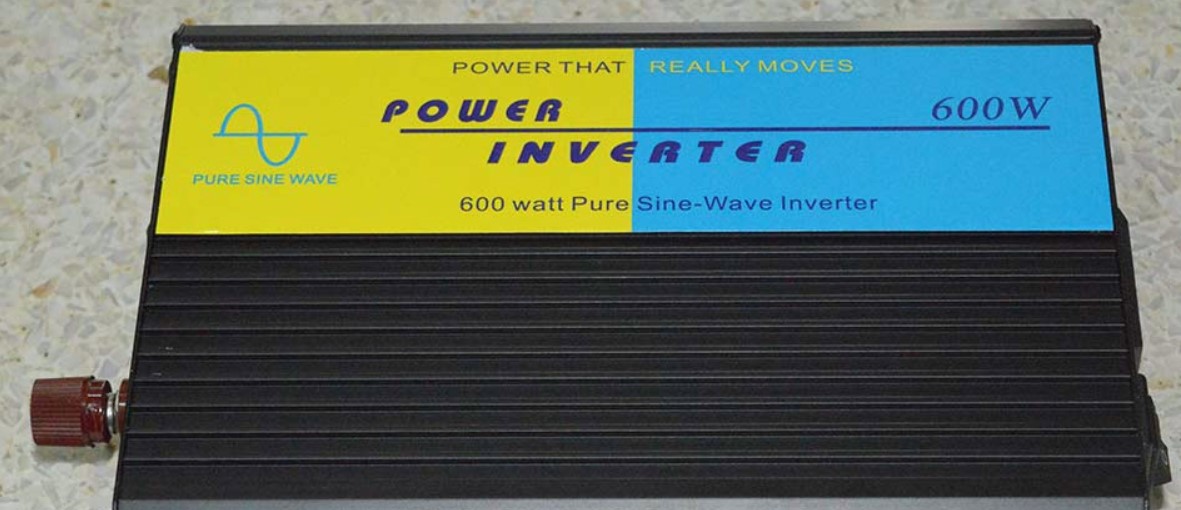 POWER THAT REALLY MOVES
POWER
600W
INVERTER
PURE SINE WAVE
600 watt Pure Sine-Wave Inverter